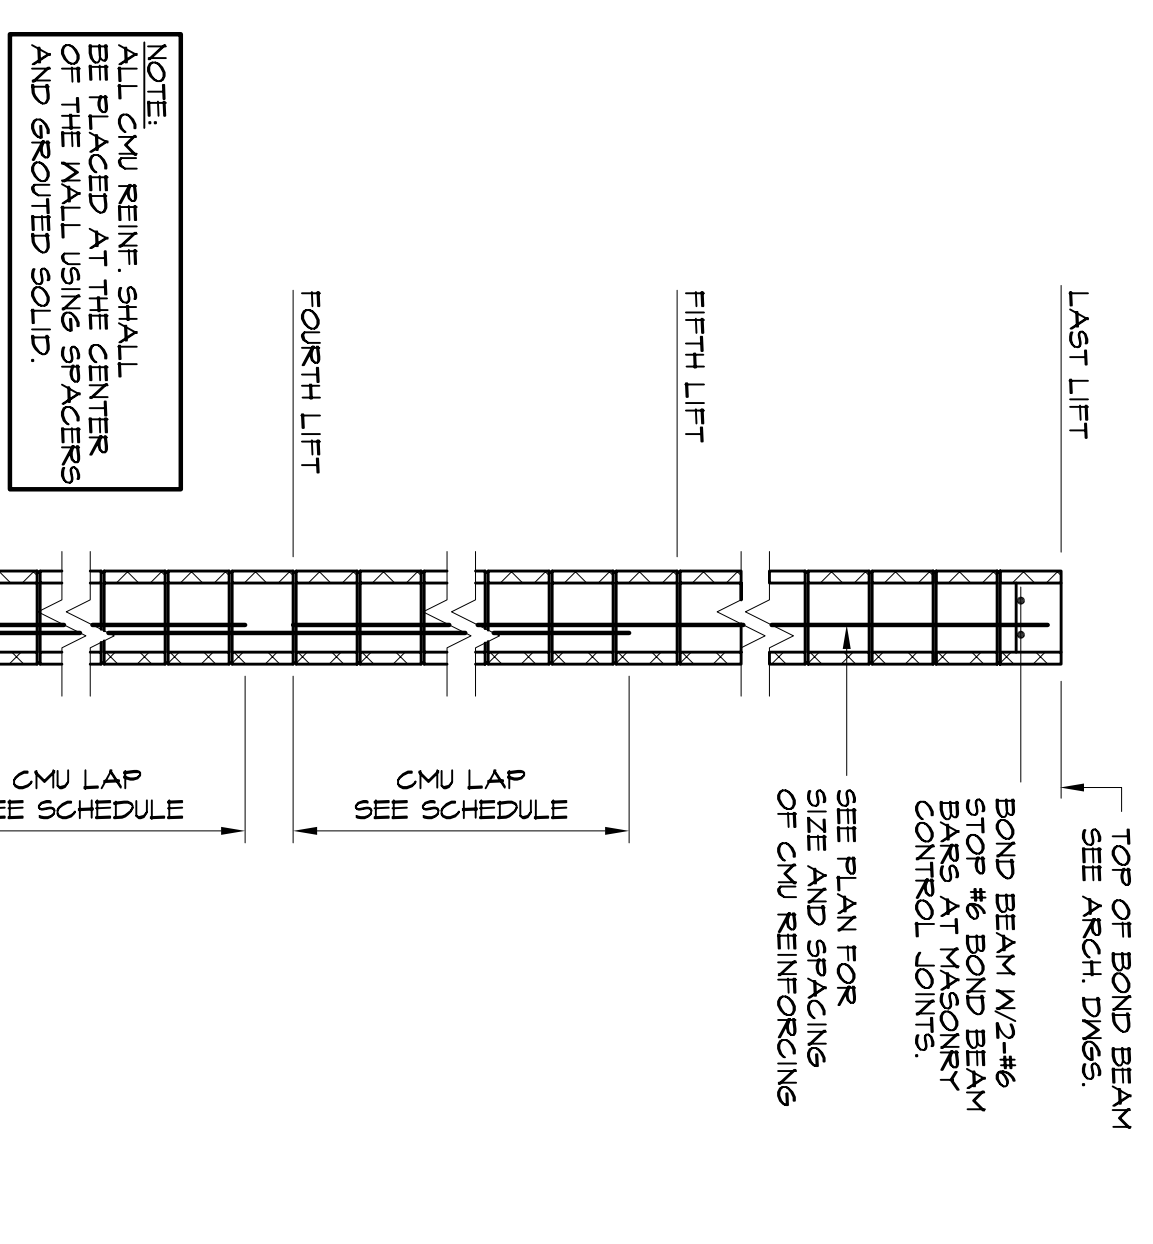 NOTE:
ALL CMU REINF. SHALL
BE PLACED AT THE CENTER
OF THE WALL USING SPACERS
AND GROUTED SOLID.
FOURTH LIFT
FIFTH LIFT
LAST LIFT
CMU LAP
EE SCHEDULE
CMU LAP
SEE SCHEDULE
SEE PLAN FOR
SIZE AND SPACING
OF CMU REINFORCING
BOND BEAM W/2-#6
STOP #6 BOND BEAM
BARS AT MASONRY
CONTROL JOINTS.
TOP OF BOND BEAM
SEE ARCH. DWGS.